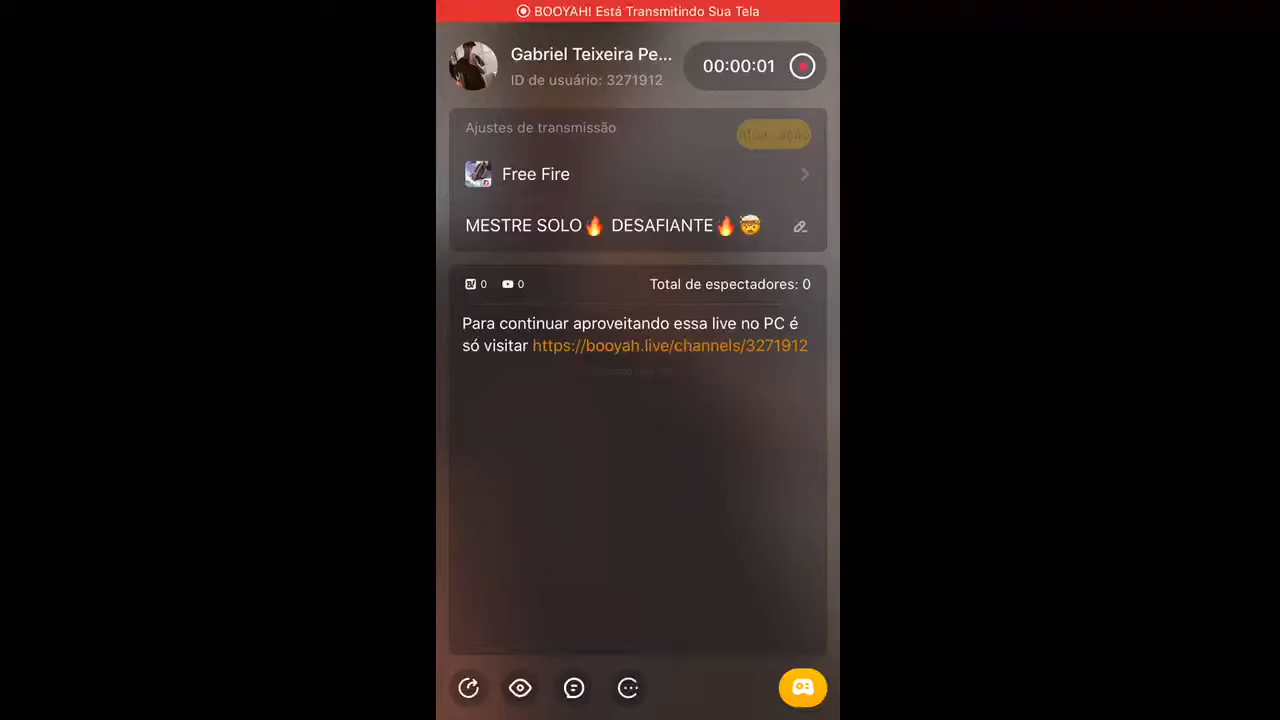 BOOYAH! Está Transmitindo Sua Tela
Gabriel Teixeira Pe...
00:00:01
ID de usuário: 3271912
Ajustes de transmissão
Free Fire
MESTRE SOLO🔥 DESAFIANTE🔥🤯
0 0 Total de espectadores: 0
Para continuar aproveitando essa live no PC é
só visitar https://booyah.live/channels/3271912